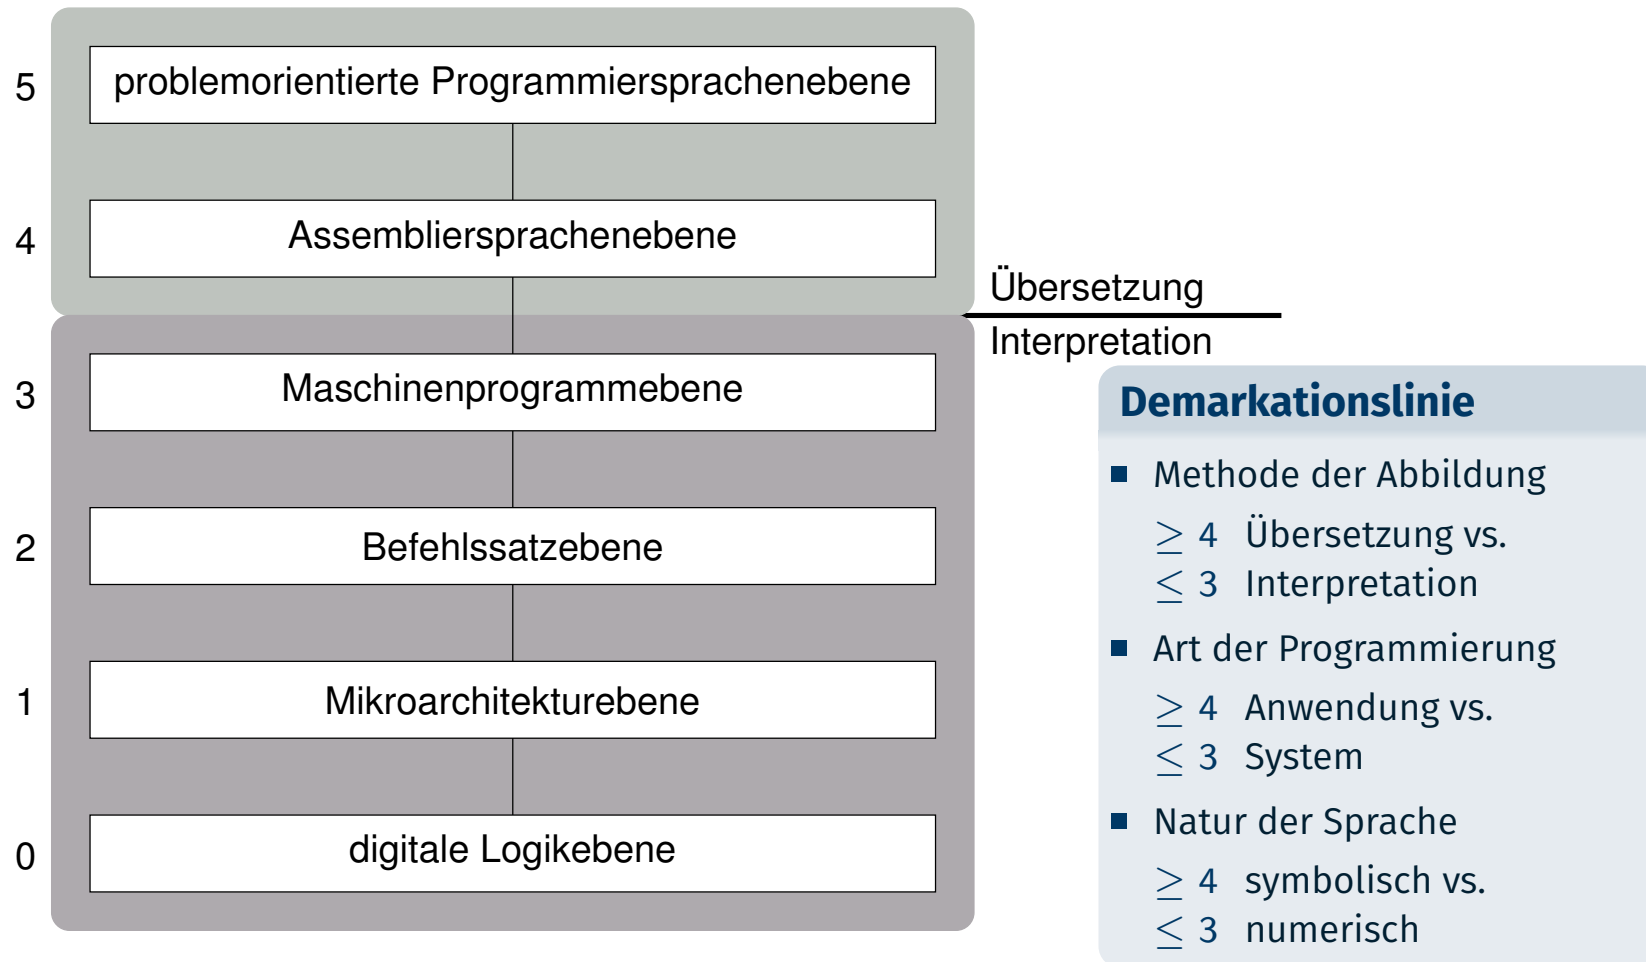 5 problemorientierte Programmiersprachenebene
4 Assembliersprachenebene
Übersetzung
Interpretation
3 Maschinenprogrammebene
2 Befehlssatzebene
1 Mikroarchitekturebene
0 digitale Logikebene
Demarkationslinie
■ Methode der Abbildung
≥ 4 Übersetzung vs.
≤ 3 Interpretation
■ Art der Programmierung
≥ 4 Anwendung vs.
≤ 3 System
■ Natur der Sprache
≥ 4 symbolisch vs.
≤ 3 numerisch